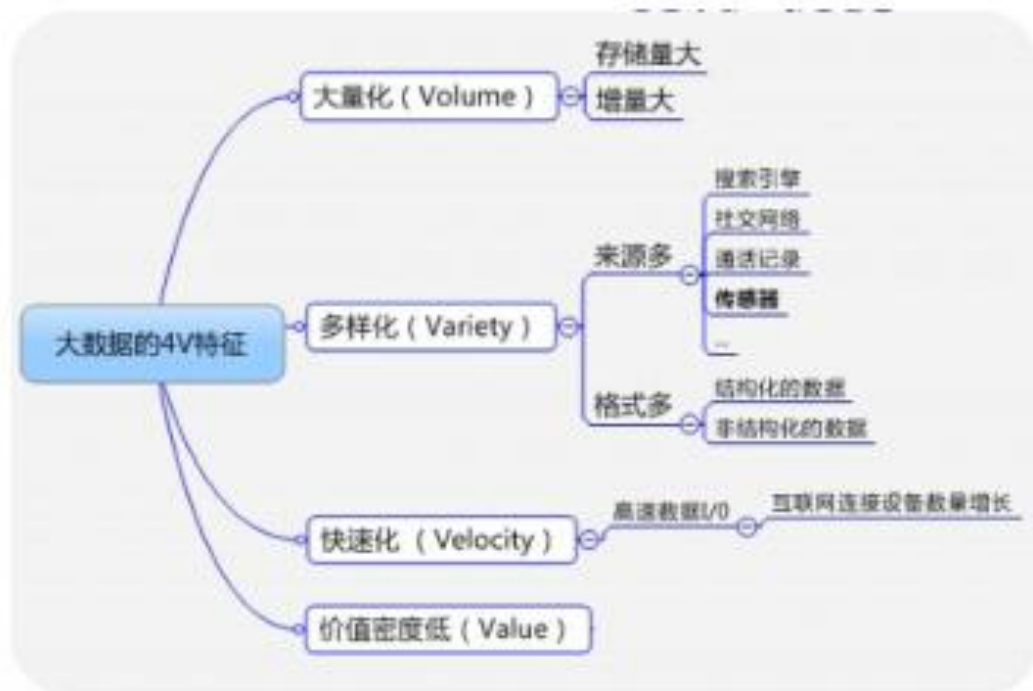 大数据的4V特征
大量化（Volume）
存储量大
增量大
多样化（Variety）
来源多
搜索引擎
社交网络
通话记录
传感器
...
格式多
结构化的数据
非结构化的数据
快速化 （Velocity）
高速数据I/0
互联网连接设备数量增长
价值密度低（Value）